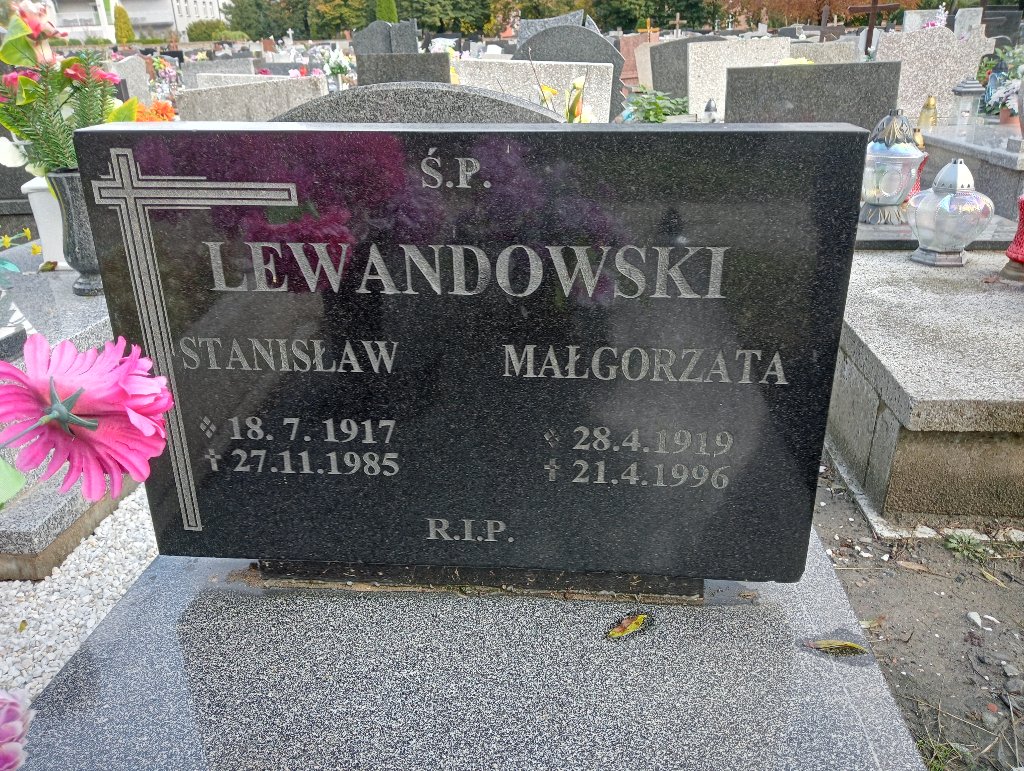 Ś.P.
LEWANDOWSKI
STANISŁAW MAŁGORZATA
18.7.1917 28.4.1919
✝ 27.11.1985 ✝ 21.4.1996
R.I.P.